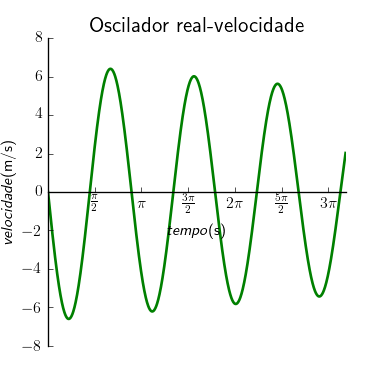 Oscilador real-velocidade
velocidade(m/s)
8
6
4
2
0
−2
−4
−6
−8
π/2
π
3π/2
2π
5π/2
3π
tempo(s)